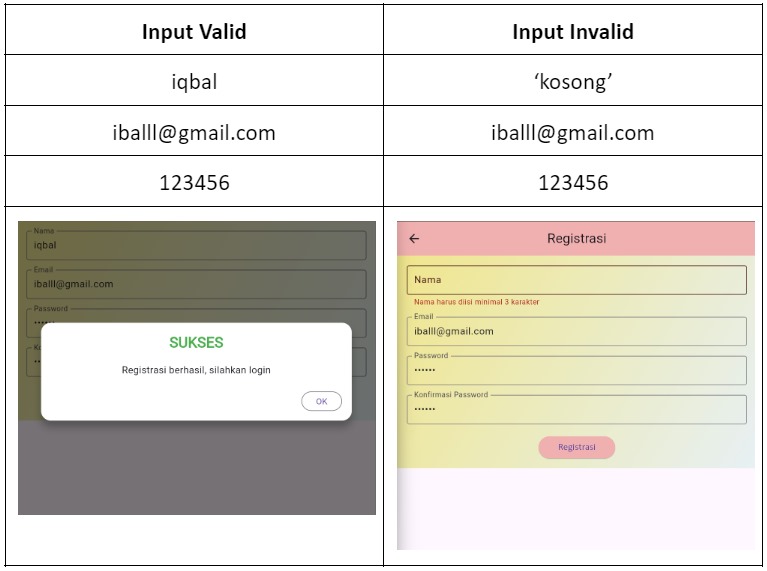 Input Valid
Input Invalid
iqbal
‘kosong’
iballl@gmail.com
iballl@gmail.com
123456
123456
Nama
iqbal
Email
iballl@gmail.com
Password
••••••
SUKSES
Registrasi berhasil, silahkan login
OK
Registrasi
Nama
Nama harus diisi minimal 3 karakter
Email
iballl@gmail.com
Password
••••••
Konfirmasi Password
••••••
Registrasi